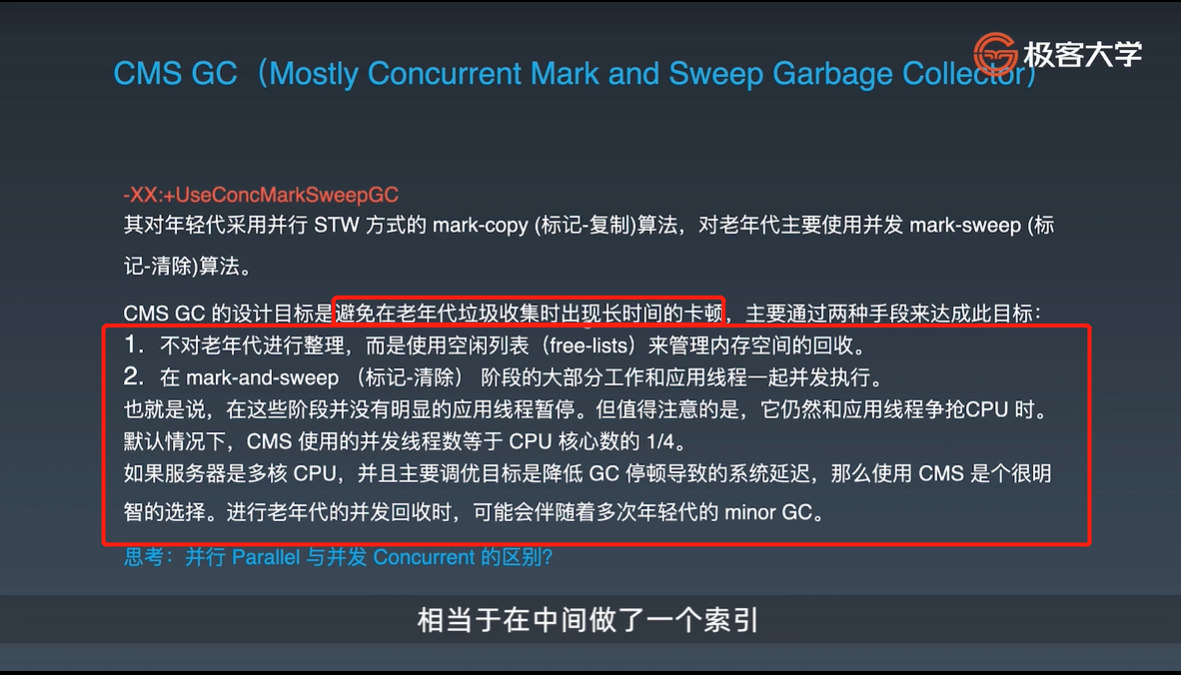 极客大学
CMS GC（Mostly Concurrent Mark and Sweep Garbage Collector）
-XX:+UseConcMarkSweepGC
其对年轻代采用并行 STW 方式的 mark-copy (标记-复制)算法，对老年代主要使用并发 mark-sweep (标
记-清除)算法。
CMS GC 的设计目标是避免在老年代垃圾收集时出现长时间的卡顿，主要通过两种手段来达成此目标：
1. 不对老年代进行整理，而是使用空闲列表（free-lists）来管理内存空间的回收。
2. 在 mark-and-sweep （标记-清除） 阶段的大部分工作和应用线程一起并发执行。
也就是说，在这些阶段并没有明显的应用线程暂停。但值得注意的是，它仍然和应用线程争抢CPU 时。
默认情况下，CMS 使用的并发线程数等于 CPU 核心数的 1/4。
如果服务器是多核 CPU，并且主要调优目标是降低 GC 停顿导致的系统延迟，那么使用 CMS 是个很明
智的选择。进行老年代的并发回收时，可能会伴随着多次年轻代的 minor GC。
思考：并行 Parallel 与并发 Concurrent 的区别?
相当于在中间做了一个索引